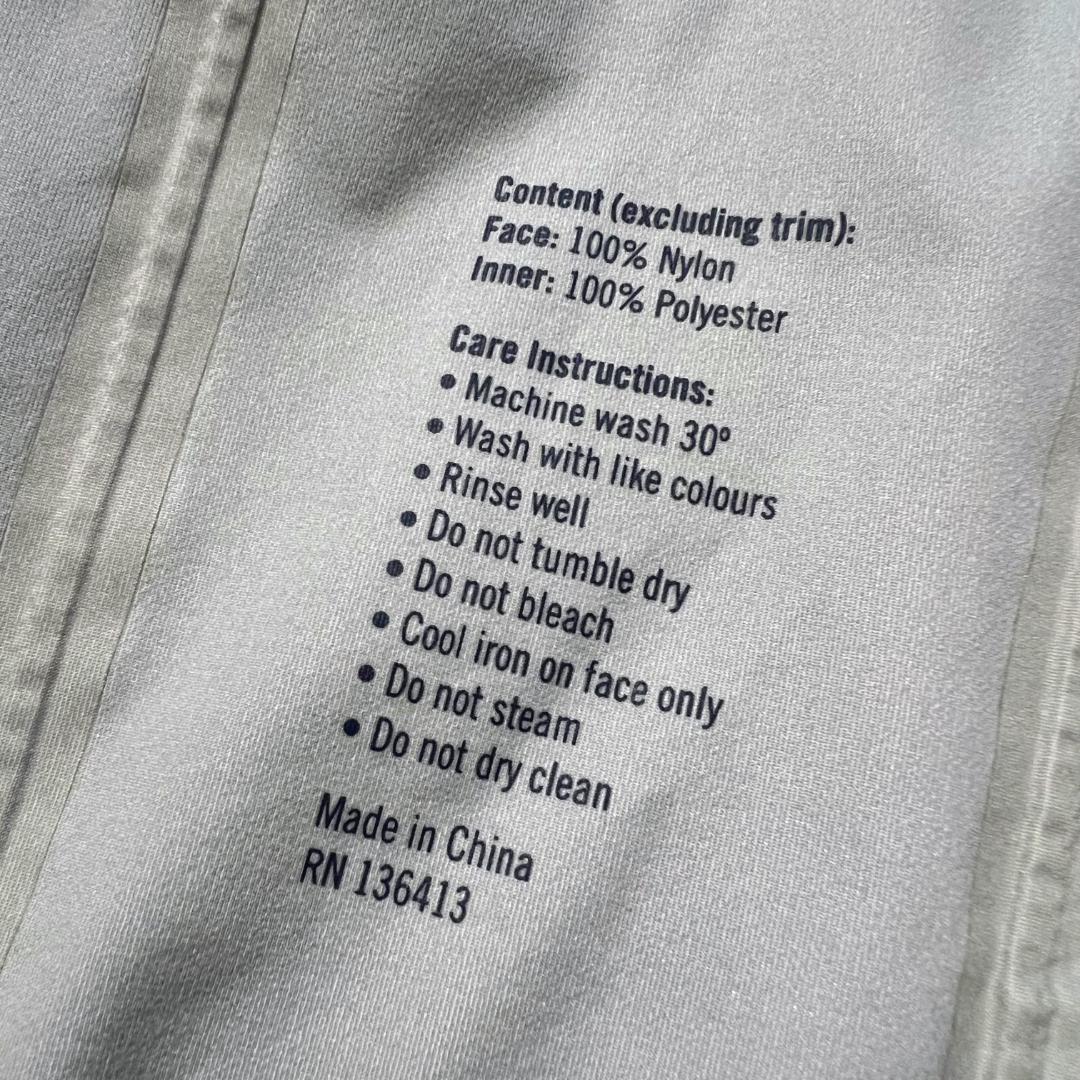 Content (excluding trim):
Face: 100% Nylon
Inner: 100% Polyester
Care Instructions:
• Machine wash 30º
• Wash with like colours
• Rinse well
• Do not tumble dry
• Do not bleach
• Cool iron on face only
• Do not steam
• Do not dry clean
Made in China
RN 136413